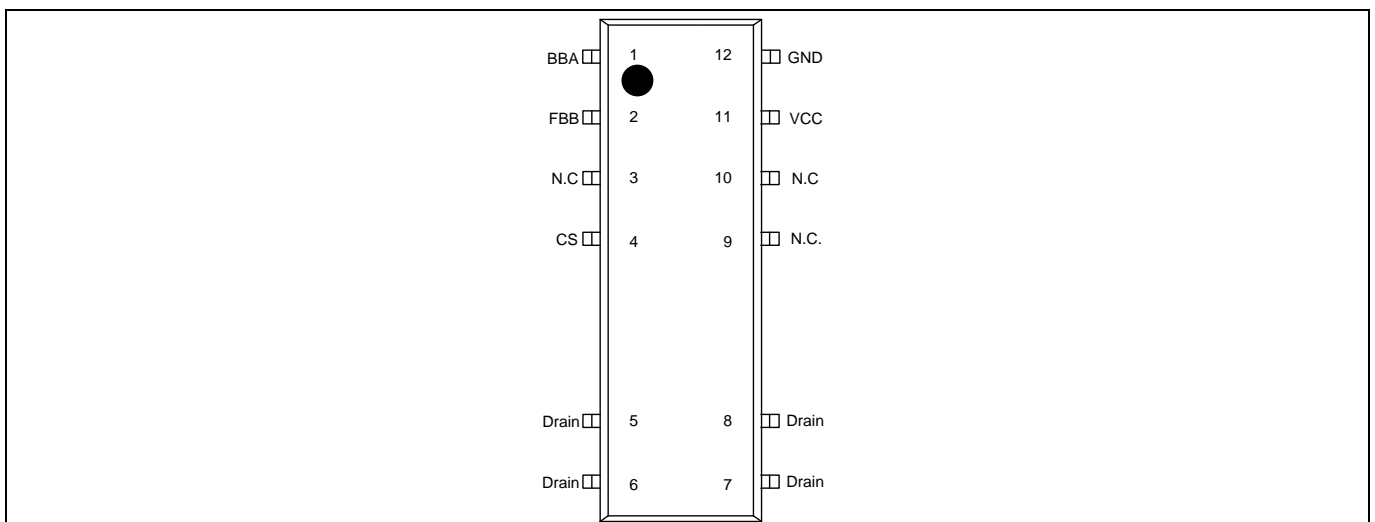 BBA 1 12 GND
FBB 2 11 VCC
N.C 3 10 N.C
CS 4 9 N.C.
Drain 5 8 Drain
Drain 6 7 Drain